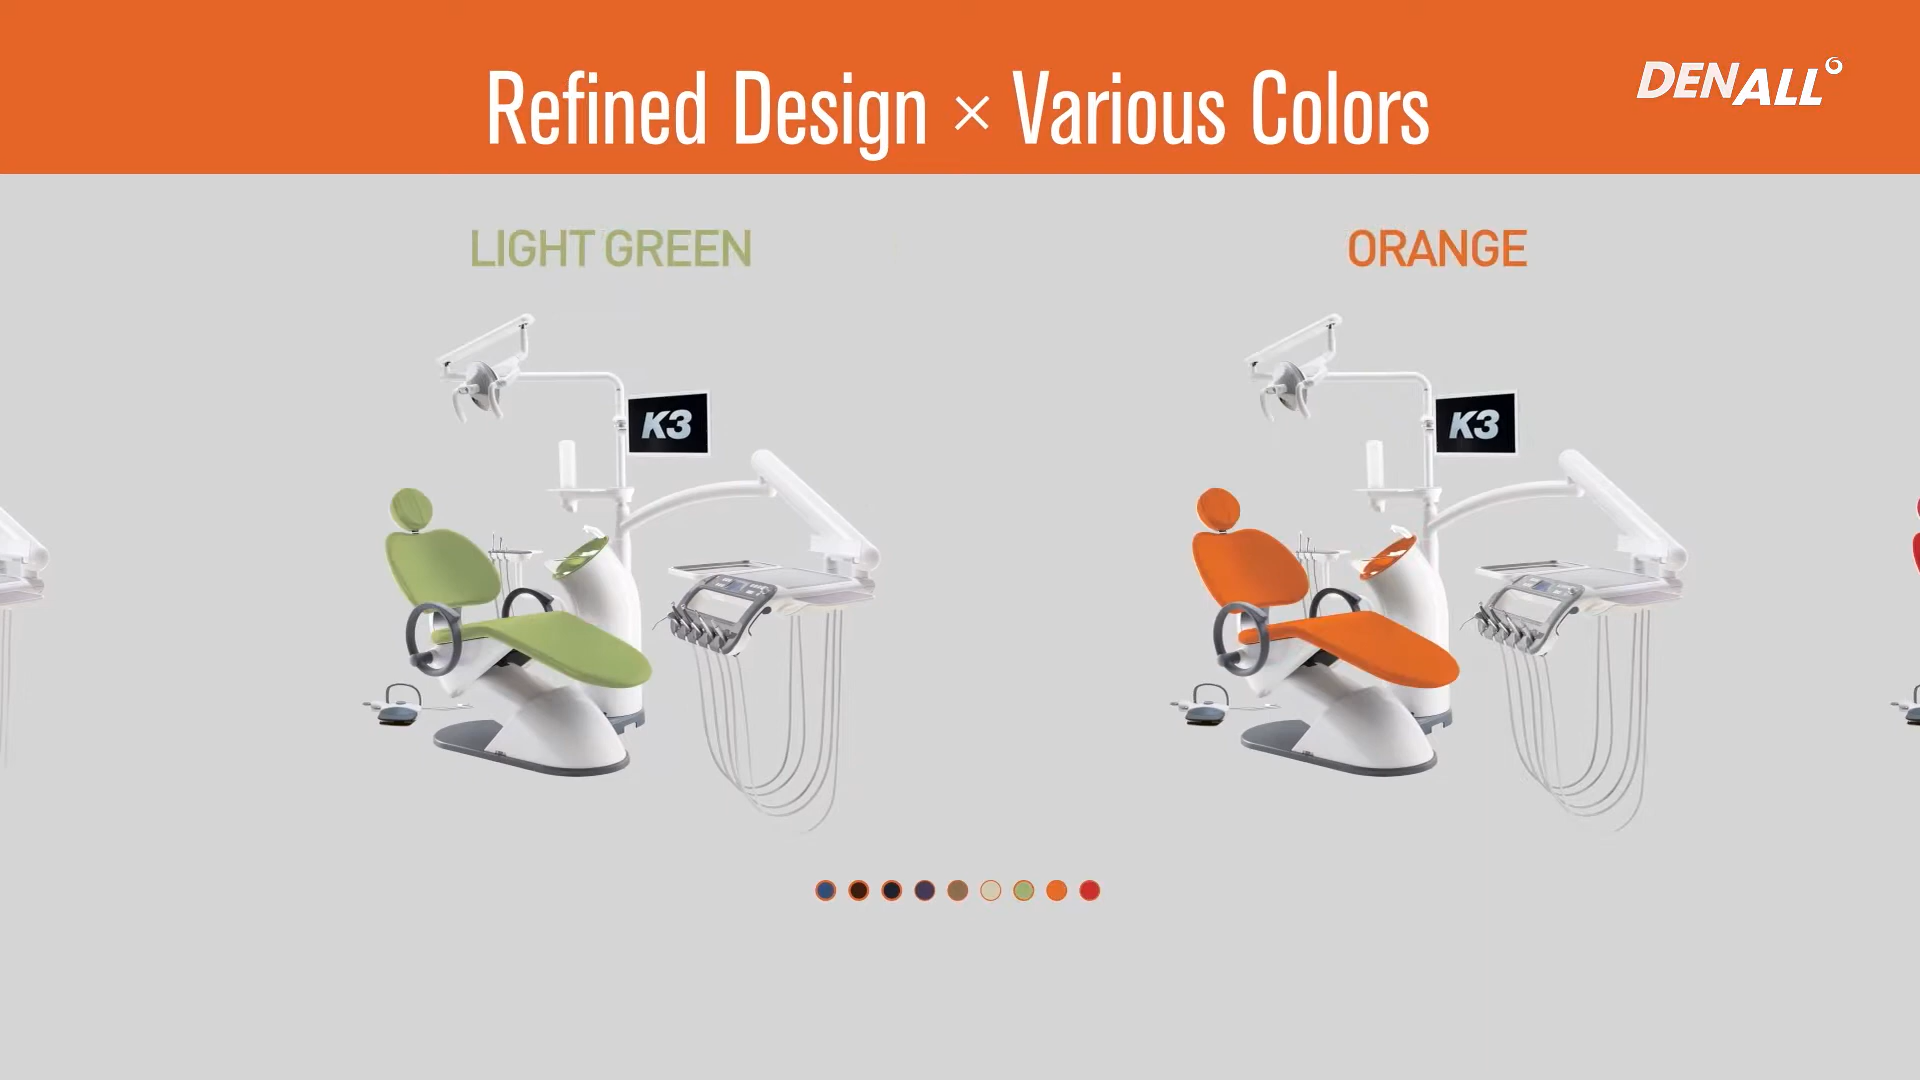 Refined Design × Various Colors
DENALL
LIGHT GREEN
ORANGE
K3
K3